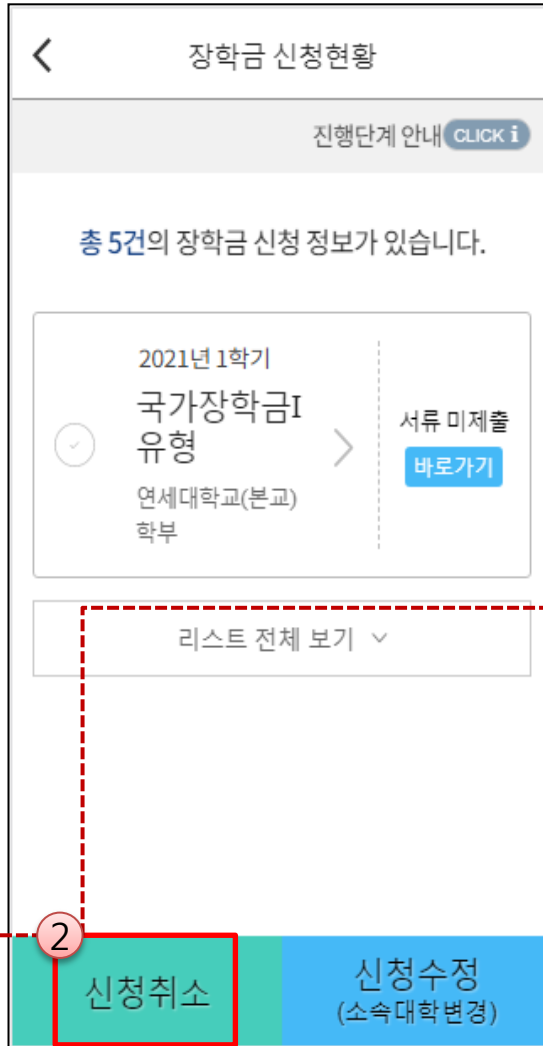 장학금 신청현황
진행단계 안내 CLICK i
총 5건의 장학금 신청 정보가 있습니다.
2021년 1학기
국가장학금I
유형
연세대학교(본교)
학부
서류 미제출
바로가기
리스트 전체 보기
2
신청취소
신청수정
(소속대학변경)